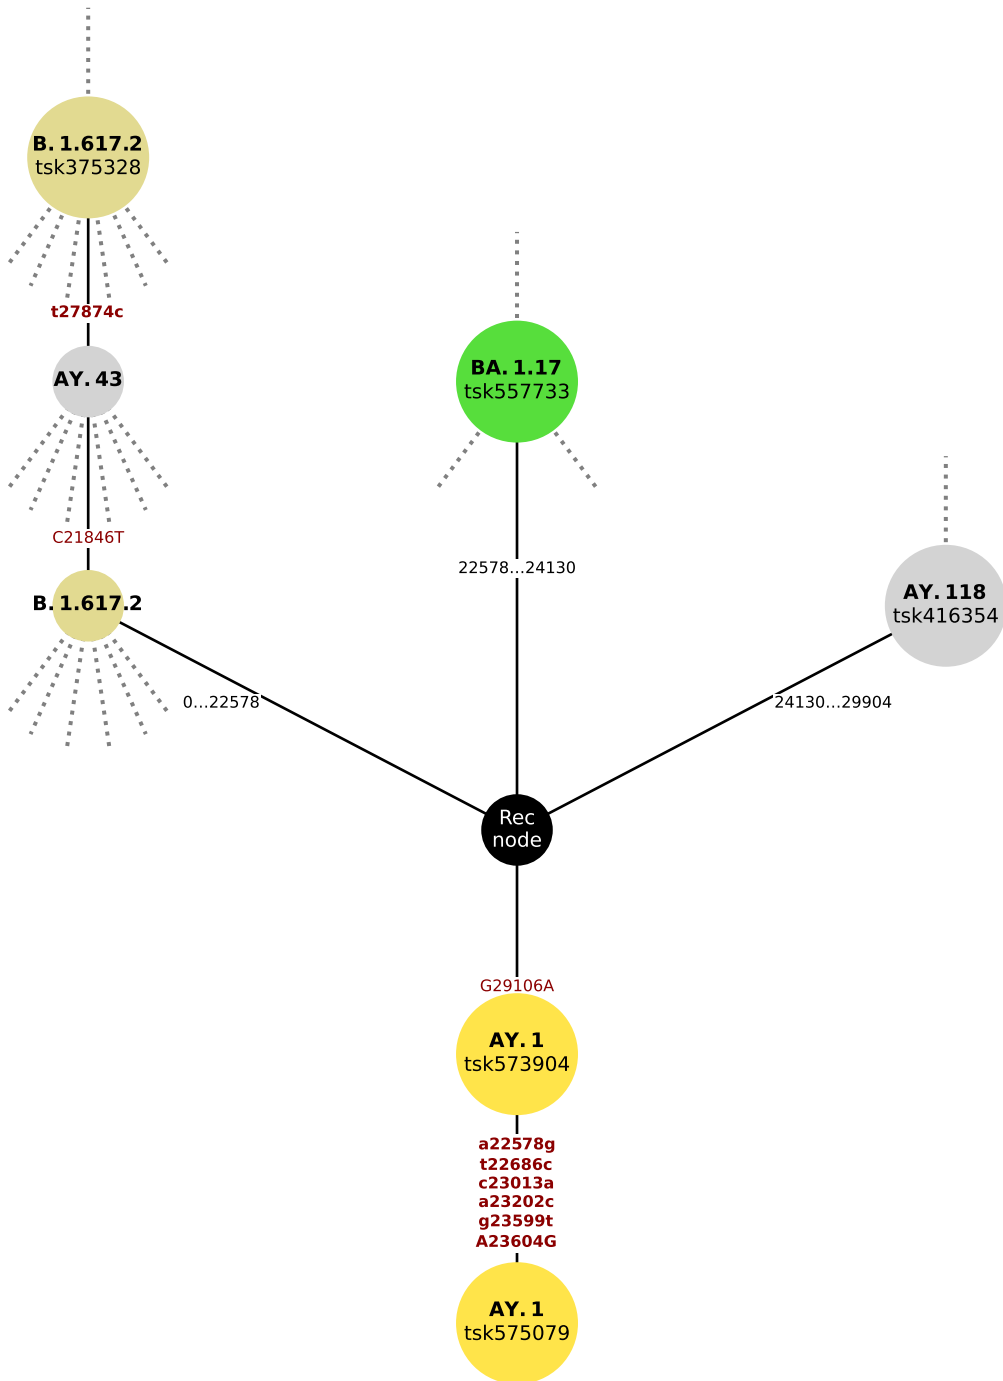 B.1.617.2
tsk375328
t27874c
AY.43
BA.1.17
tsk557733
C21846T
22578...24130
B.1.617.2
AY.118
tsk416354
0...22578
24130...29904
Rec
node
G29106A
AY.1
tsk573904
a22578g
t22686c
c23013a
a23202c
g23599t
A23604G
AY.1
tsk575079